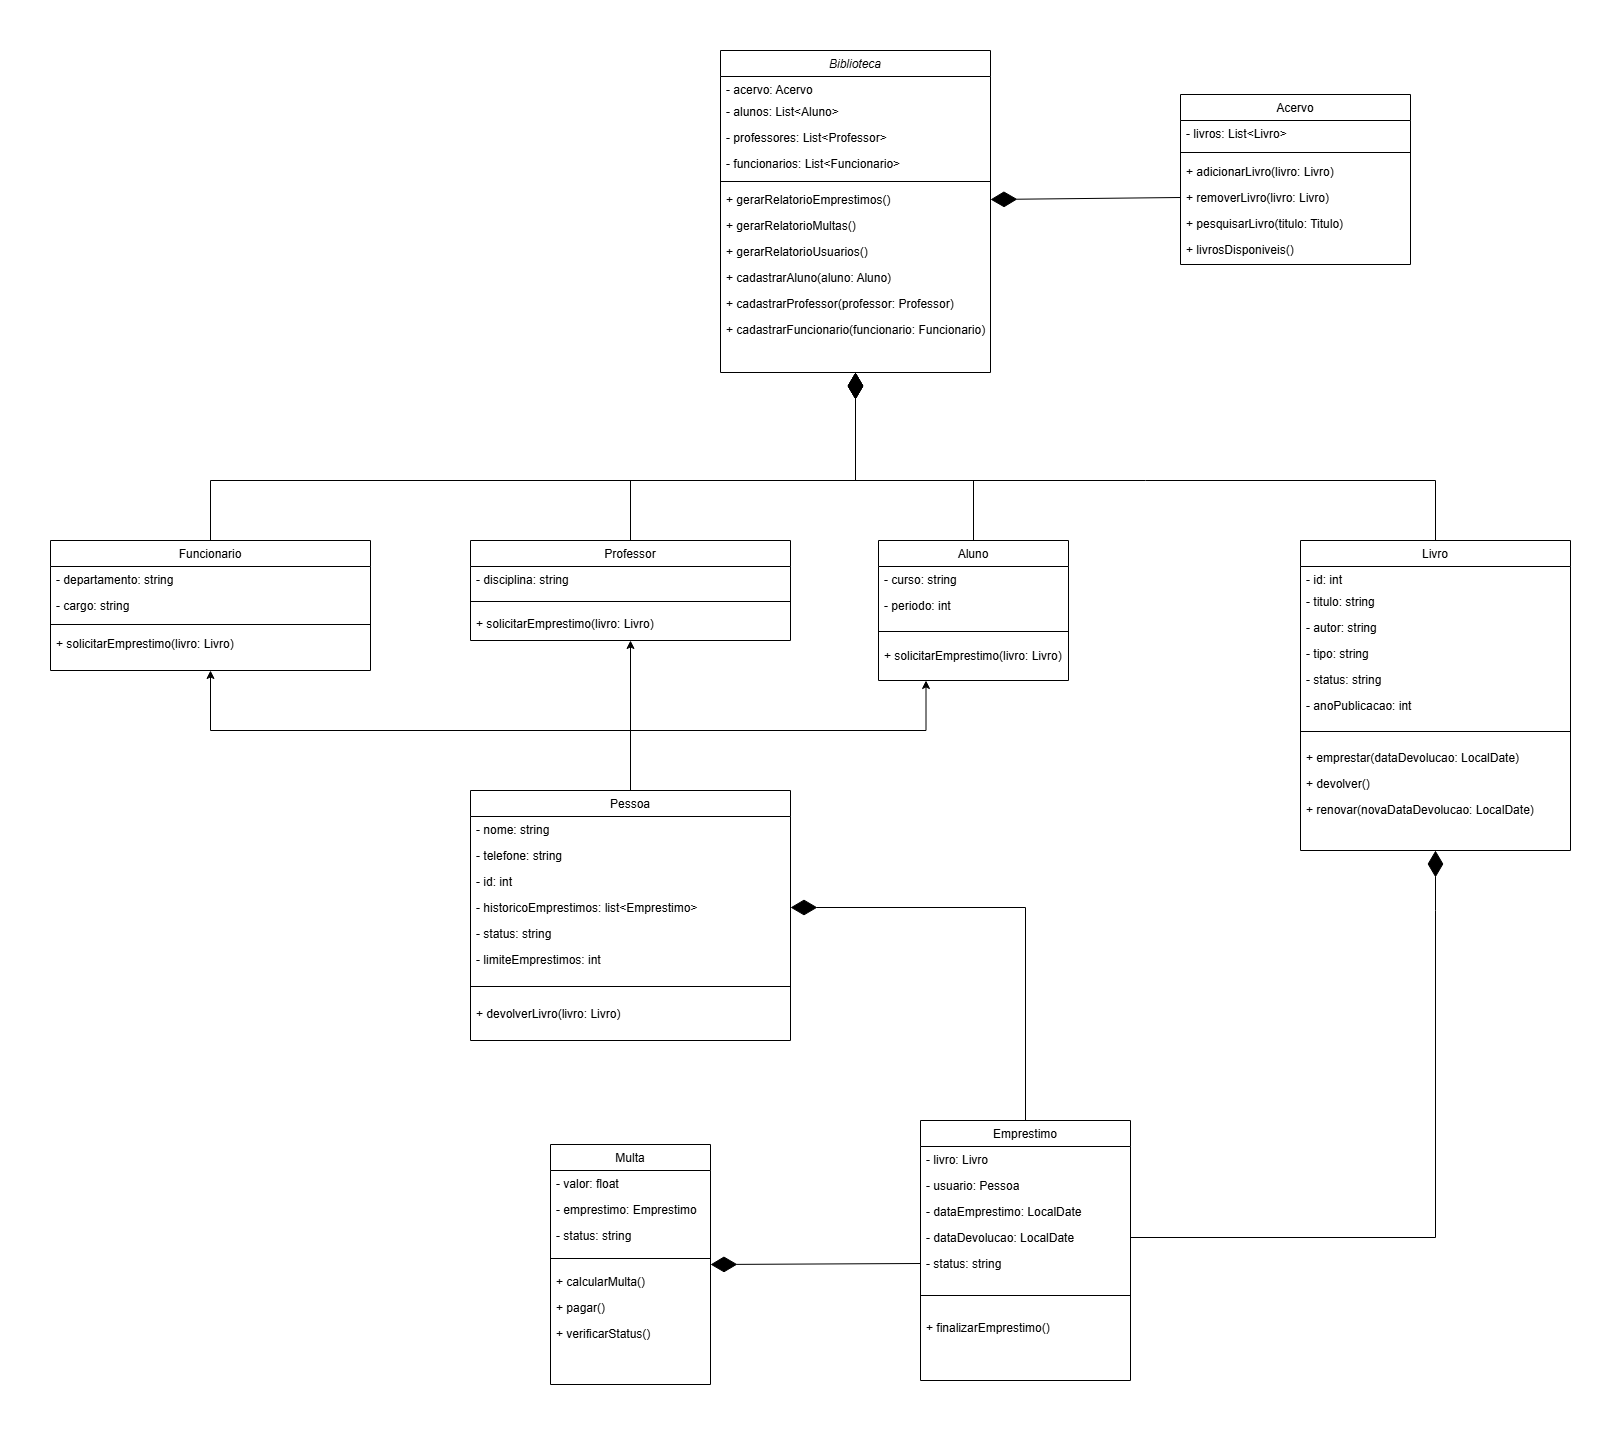 Biblioteca
- acervo: Acervo
- alunos: List<Aluno>
- professores: List<Professor>
- funcionarios: List<Funcionario>
+ gerarRelatorioEmprestimos()
+ gerarRelatorioMultas()
+ gerarRelatorioUsuarios()
+ cadastrarAluno(aluno: Aluno)
+ cadastrarProfessor(professor: Professor)
+ cadastrarFuncionario(funcionario: Funcionario)
Acervo
- livros: List<Livro>
+ adicionarLivro(livro: Livro)
+ removerLivro(livro: Livro)
+ pesquisarLivro(titulo: Titulo)
+ livrosDisponiveis()
Funcionario
- departamento: string
- cargo: string
+ solicitarEmprestimo(livro: Livro)
Professor
- disciplina: string
+ solicitarEmprestimo(livro: Livro)
Aluno
- curso: string
- periodo: int
+ solicitarEmprestimo(livro: Livro)
Livro
- id: int
- titulo: string
- autor: string
- tipo: string
- status: string
- anoPublicacao: int
+ emprestar(dataDevolucao: LocalDate)
+ devolver()
+ renovar(novaDataDevolucao: LocalDate)
Pessoa
- nome: string
- telefone: string
- id: int
- historicoEmprestimos: list<Emprestimo>
- status: string
- limiteEmprestimos: int
+ devolverLivro(livro: Livro)
Multa
- valor: float
- emprestimo: Emprestimo
- status: string
+ calcularMulta()
+ pagar()
+ verificarStatus()
Emprestimo
- livro: Livro
- usuario: Pessoa
- dataEmprestimo: LocalDate
- dataDevolucao: LocalDate
- status: string
+ finalizarEmprestimo()